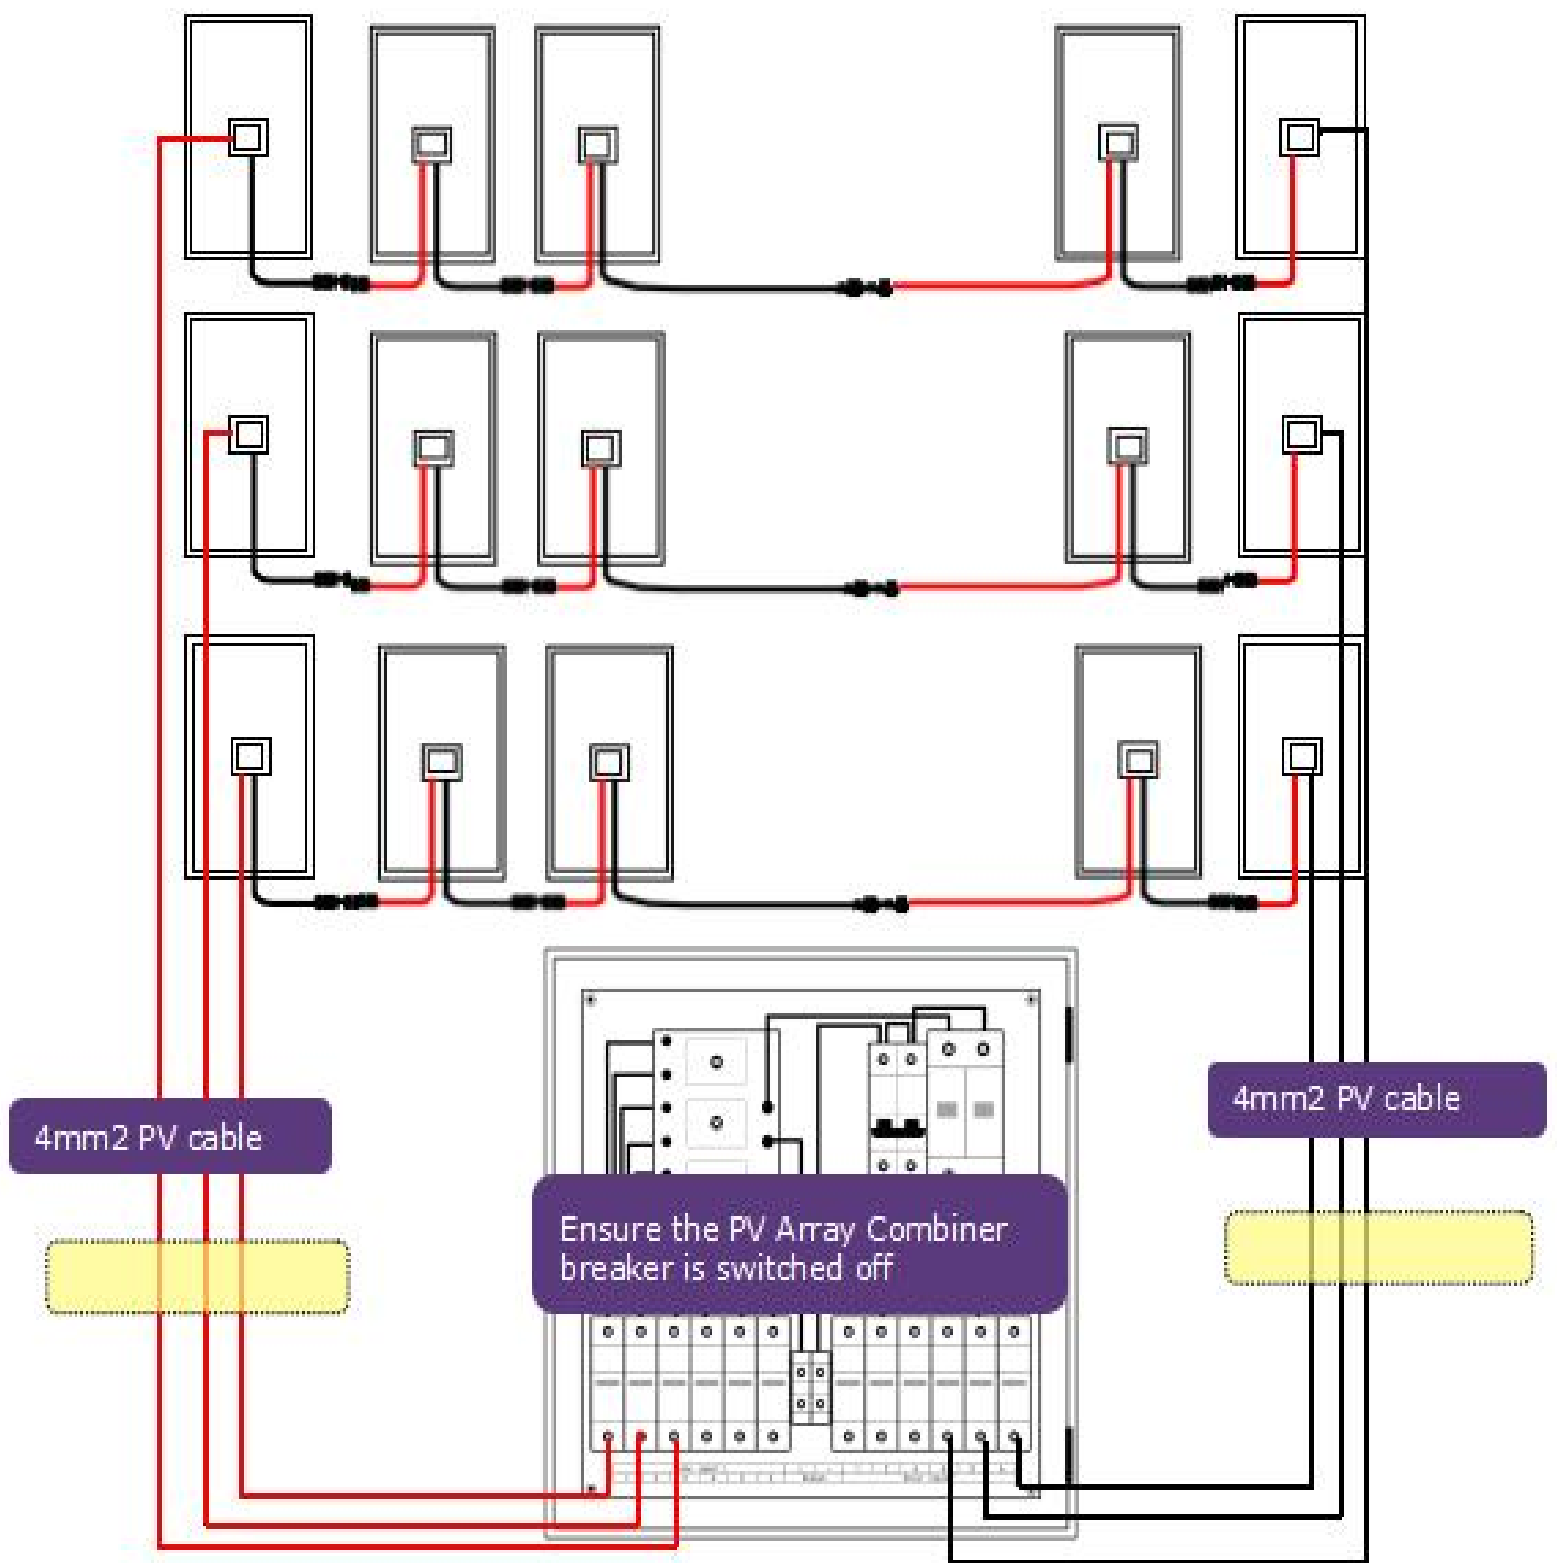 4mm2 PV cable
4mm2 PV cable
Ensure the PV Array Combiner
breaker is switched off